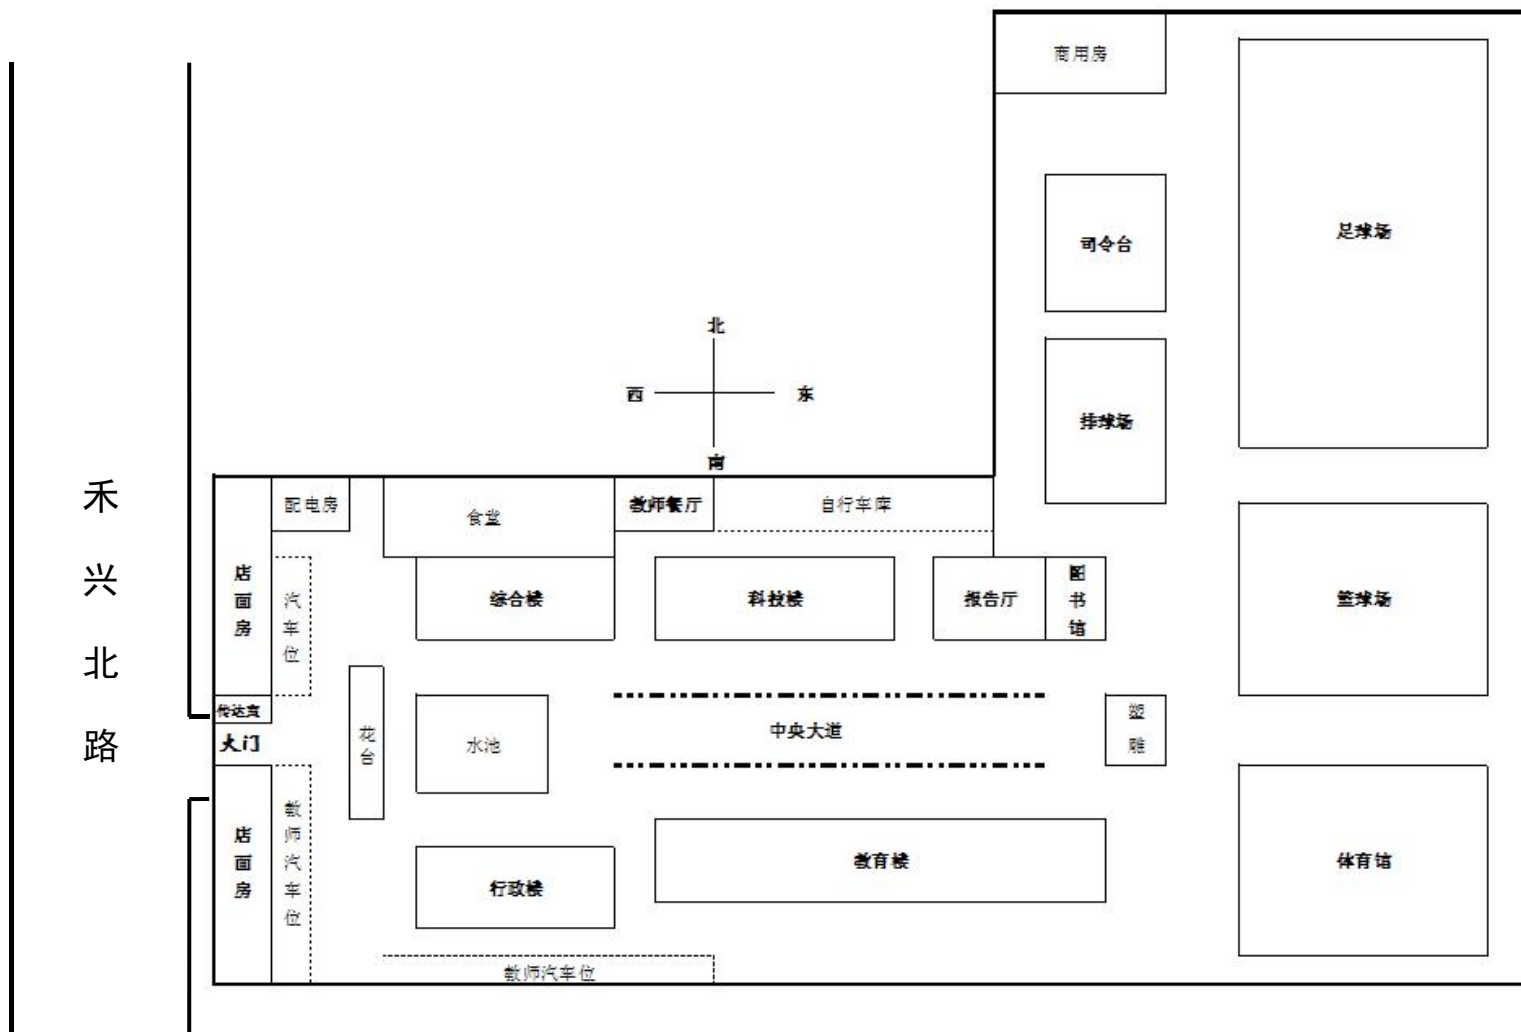 商用房
足球场
司令台
北
西
东
排球场
南
禾兴北路
配电房
食堂
教师餐厅
自行车库
店面房
汽车位
综合楼
科技楼
报告厅
图书馆
篮球场
传达室
大门
花台
水池
中央大道
塑雕
店面房
教师汽车位
行政楼
教育楼
体育馆
教师汽车位